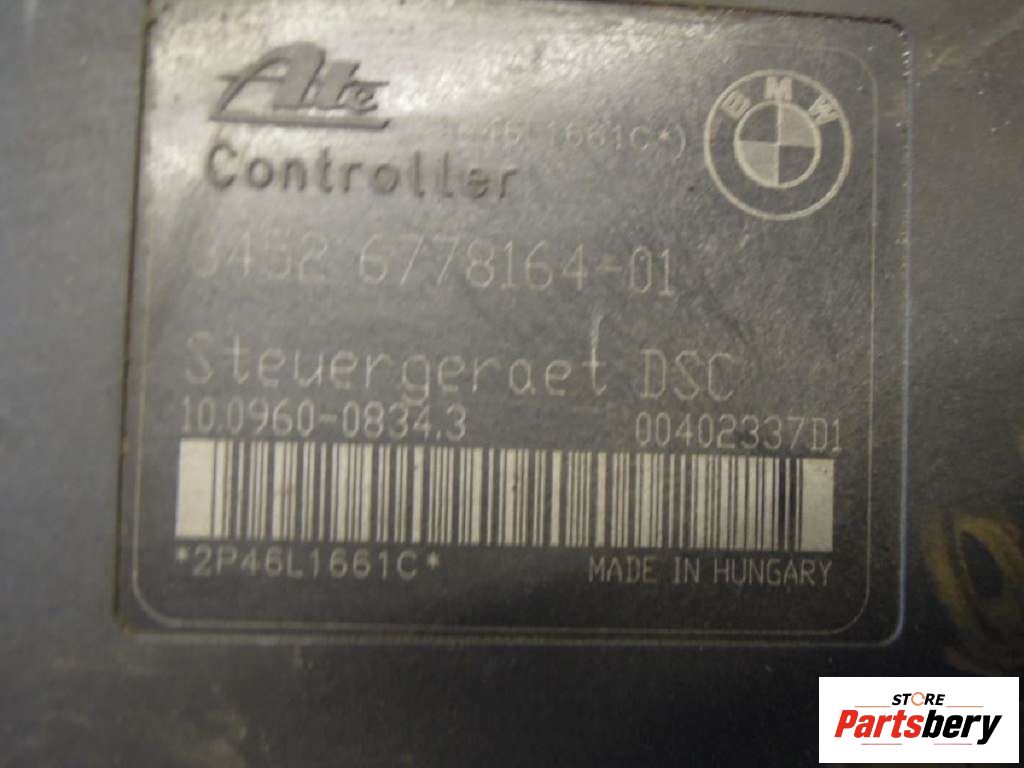 Ate
BMW
Controller
3452 6778164-01
Steuergeraet DSC
10.0960-0834.3 00402337D1
*2P46L1661C* MADE IN HUNGARY
STORE
Partsbery